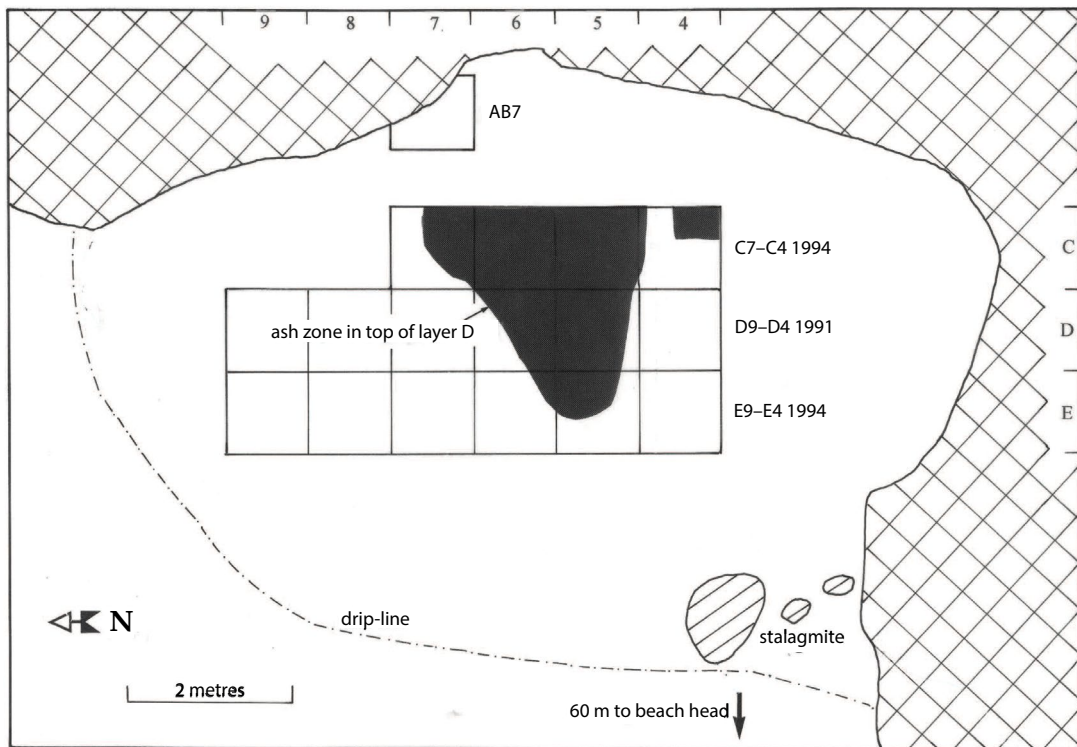 9 8 7 6 5 4
AB7
C
C7–C4 1994
D
D9–D4 1991
ash zone in top of layer D
E
E9–E4 1994
N
drip-line
stalagmite
2 metres
60 m to beach head